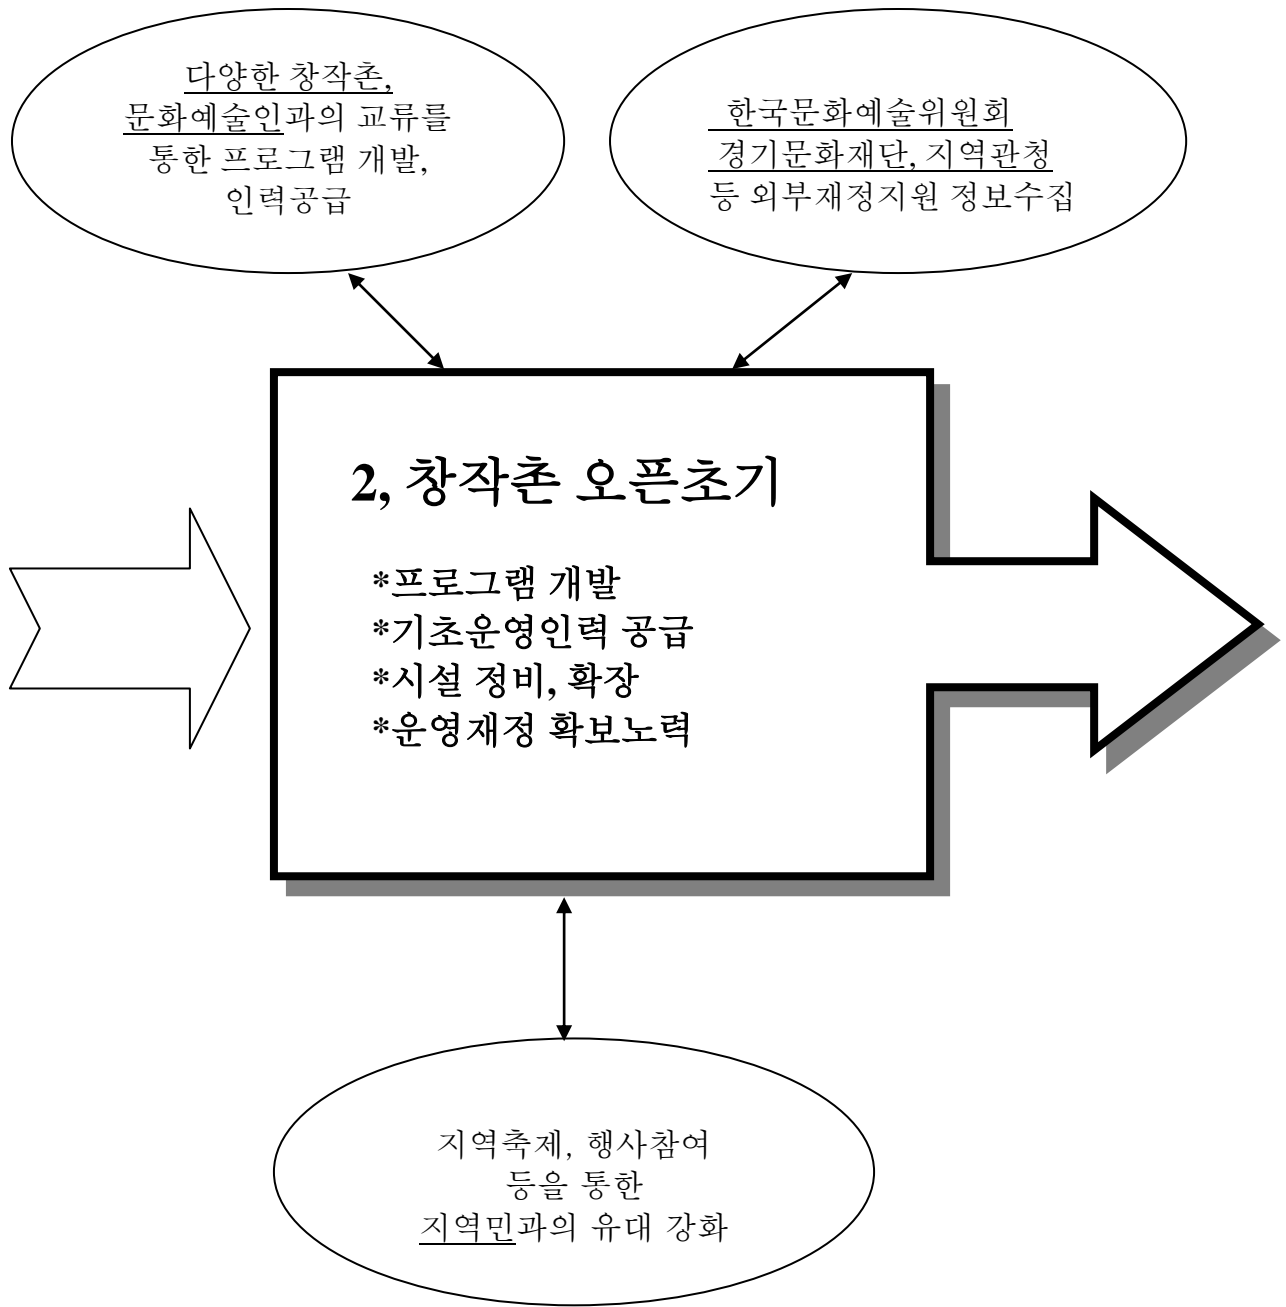 다양한 창작촌,
문화예술인과의 교류를
통한 프로그램 개발,
인력공급
한국문화예술위원회
경기문화재단, 지역관청
등 외부재정지원 정보수집
2, 창작촌 오픈초기
*프로그램 개발
*기초운영인력 공급
*시설 정비, 확장
*운영재정 확보노력
지역축제, 행사참여
등을 통한
지역민과의 유대 강화